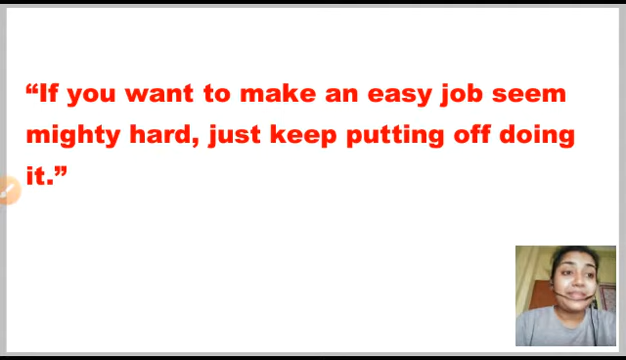 “If you want to make an easy job seem
mighty hard, just keep putting off doing
it.”